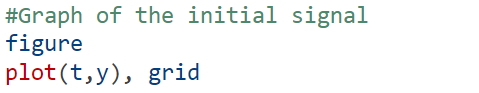 #Graph of the initial signal
figure
plot(t,y), grid